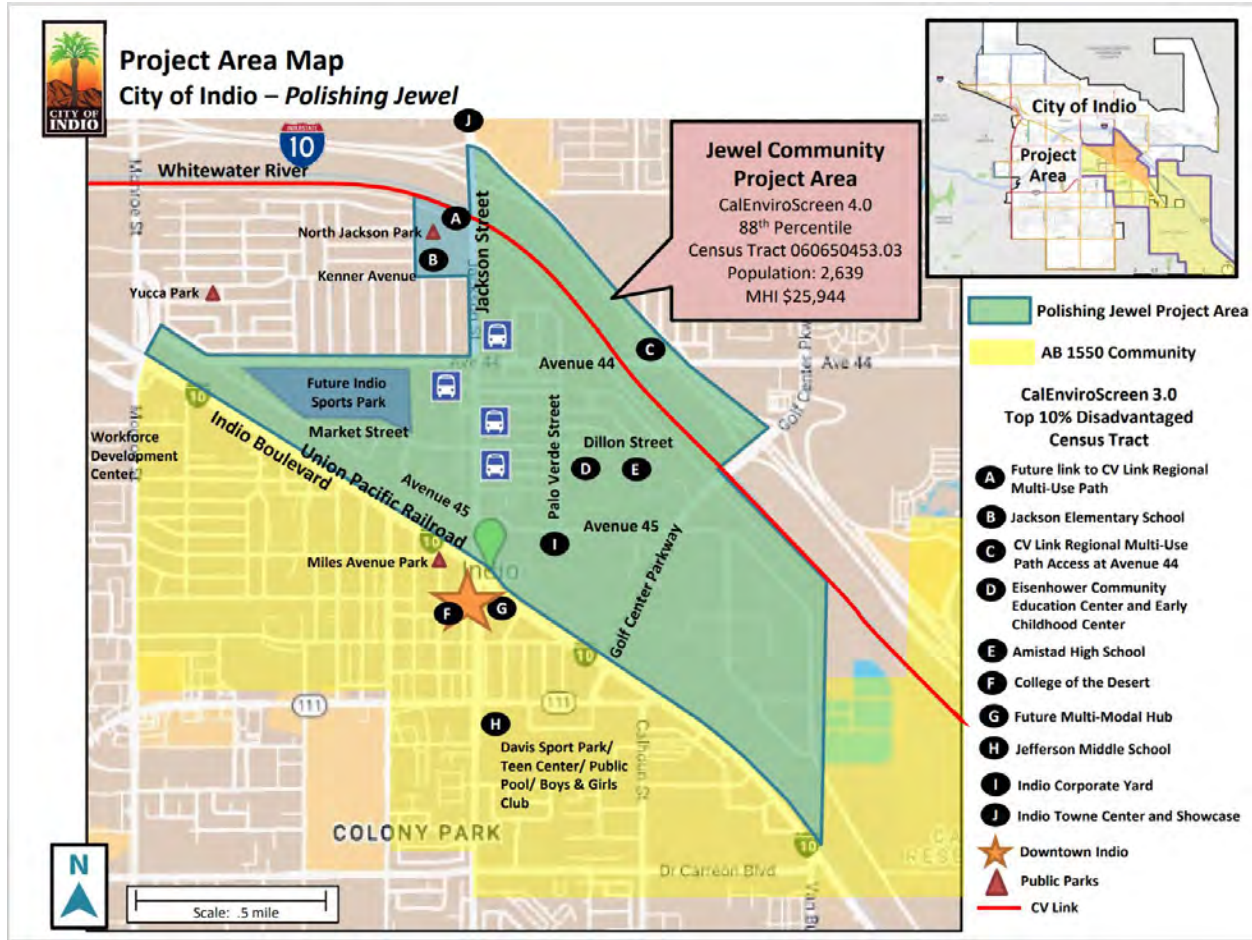 CITY OF
INDIO
Project Area Map
City of Indio – Polishing Jewel
City of Indio
Project
Area
J
INTERSTATE
10
Whitewater River
Monroe St
A
North Jackson Park
B
Kenner Avenue
Jackson Street
Yucca Park
Jewel Community
Project Area
CalEnviroScreen 4.0
88th Percentile
Census Tract 060650453.03
Population: 2,639
MHI $25,944
C
Avenue 44
Ave 44
Ave 44
Golf Center Pkwy
Future Indio
Sports Park
Market Street
10
Indio Boulevard
Union Pacific Railroad
Workforce
Development
Center
Avenue 45
Palo Verde Street
Dillon Street
D
E
Avenue 45
I
Golf Center Parkway
10
Miles Avenue Park
Indio
F
G
10
111
111
H
Davis Sport Park/
Teen Center/ Public
Pool/ Boys & Girls
Club
Calhoun St
COLONY PARK
10
Dr Carreon Blvd
N
Scale: .5 mile
Polishing Jewel Project Area
AB 1550 Community
CalEnviroScreen 3.0
Top 10% Disadvantaged
Census Tract
A Future link to CV Link Regional
Multi-Use Path
B Jackson Elementary School
C CV Link Regional Multi-Use
Path Access at Avenue 44
D Eisenhower Community
Education Center and Early
Childhood Center
E Amistad High School
F College of the Desert
G Future Multi-Modal Hub
H Jefferson Middle School
I Indio Corporate Yard
J Indio Towne Center and Showcase
Downtown Indio
Public Parks
CV Link